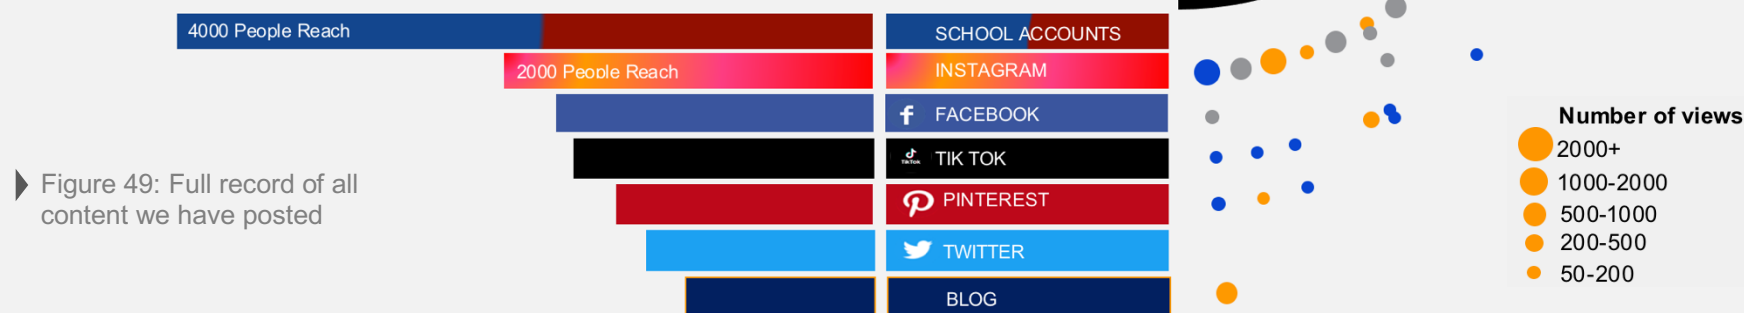 4000 People Reach
SCHOOL ACCOUNTS
2000 People Reach
INSTAGRAM
FACEBOOK
TikTok
TIK TOK
PINTEREST
TWITTER
BLOG
Figure 49: Full record of all
content we have posted
Number of views
2000+
1000-2000
500-1000
200-500
50-200